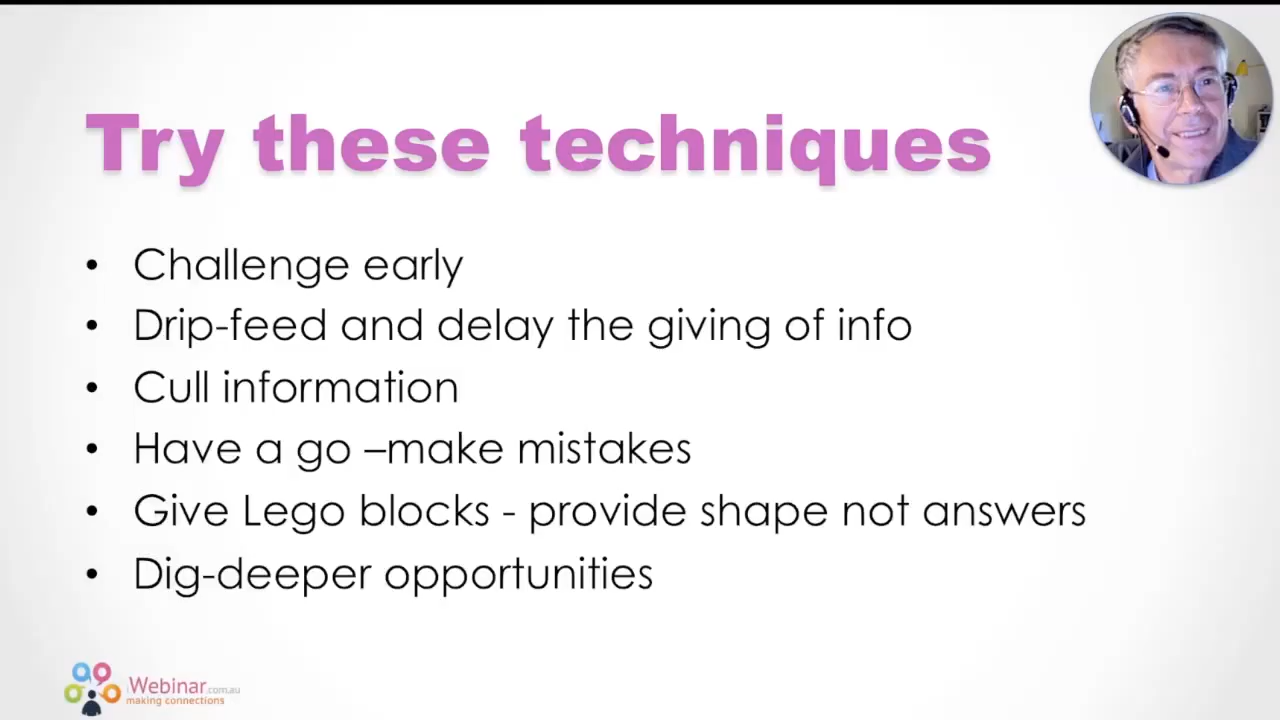 Try these techniques
• Challenge early
• Drip-feed and delay the giving of info
• Cull information
• Have a go –make mistakes
• Give Lego blocks - provide shape not answers
• Dig-deeper opportunities
iWebinar.com.au
making connections